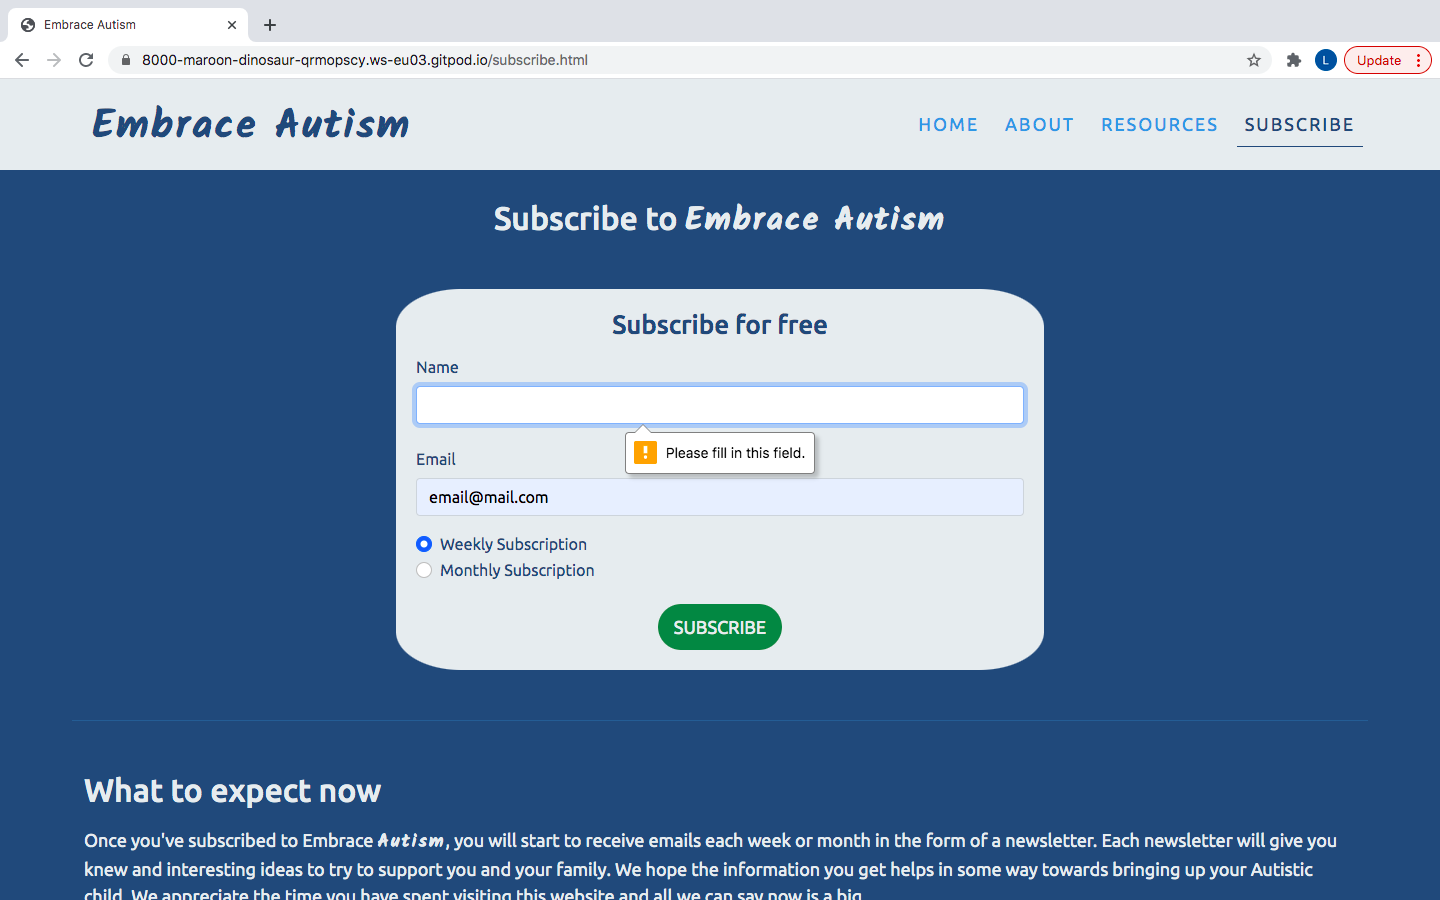 Embrace Autism
8000-maroon-dinosaur-qrmopscy.ws-eu03.gitpod.io/subscribe.html
L
Update
Embrace Autism
HOME ABOUT RESOURCES SUBSCRIBE
Subscribe to Embrace Autism
Subscribe for free
Name
Please fill in this field.
Email
email@mail.com
Weekly Subscription
Monthly Subscription
SUBSCRIBE
What to expect now
Once you've subscribed to Embrace Autism, you will start to receive emails each week or month in the form of a newsletter. Each newsletter will give you
knew and interesting ideas to try to support you and your family. We hope the information you get helps in some way towards bringing up your Autistic
child. We appreciate the time you have spent visiting this website and all we can say now is a big